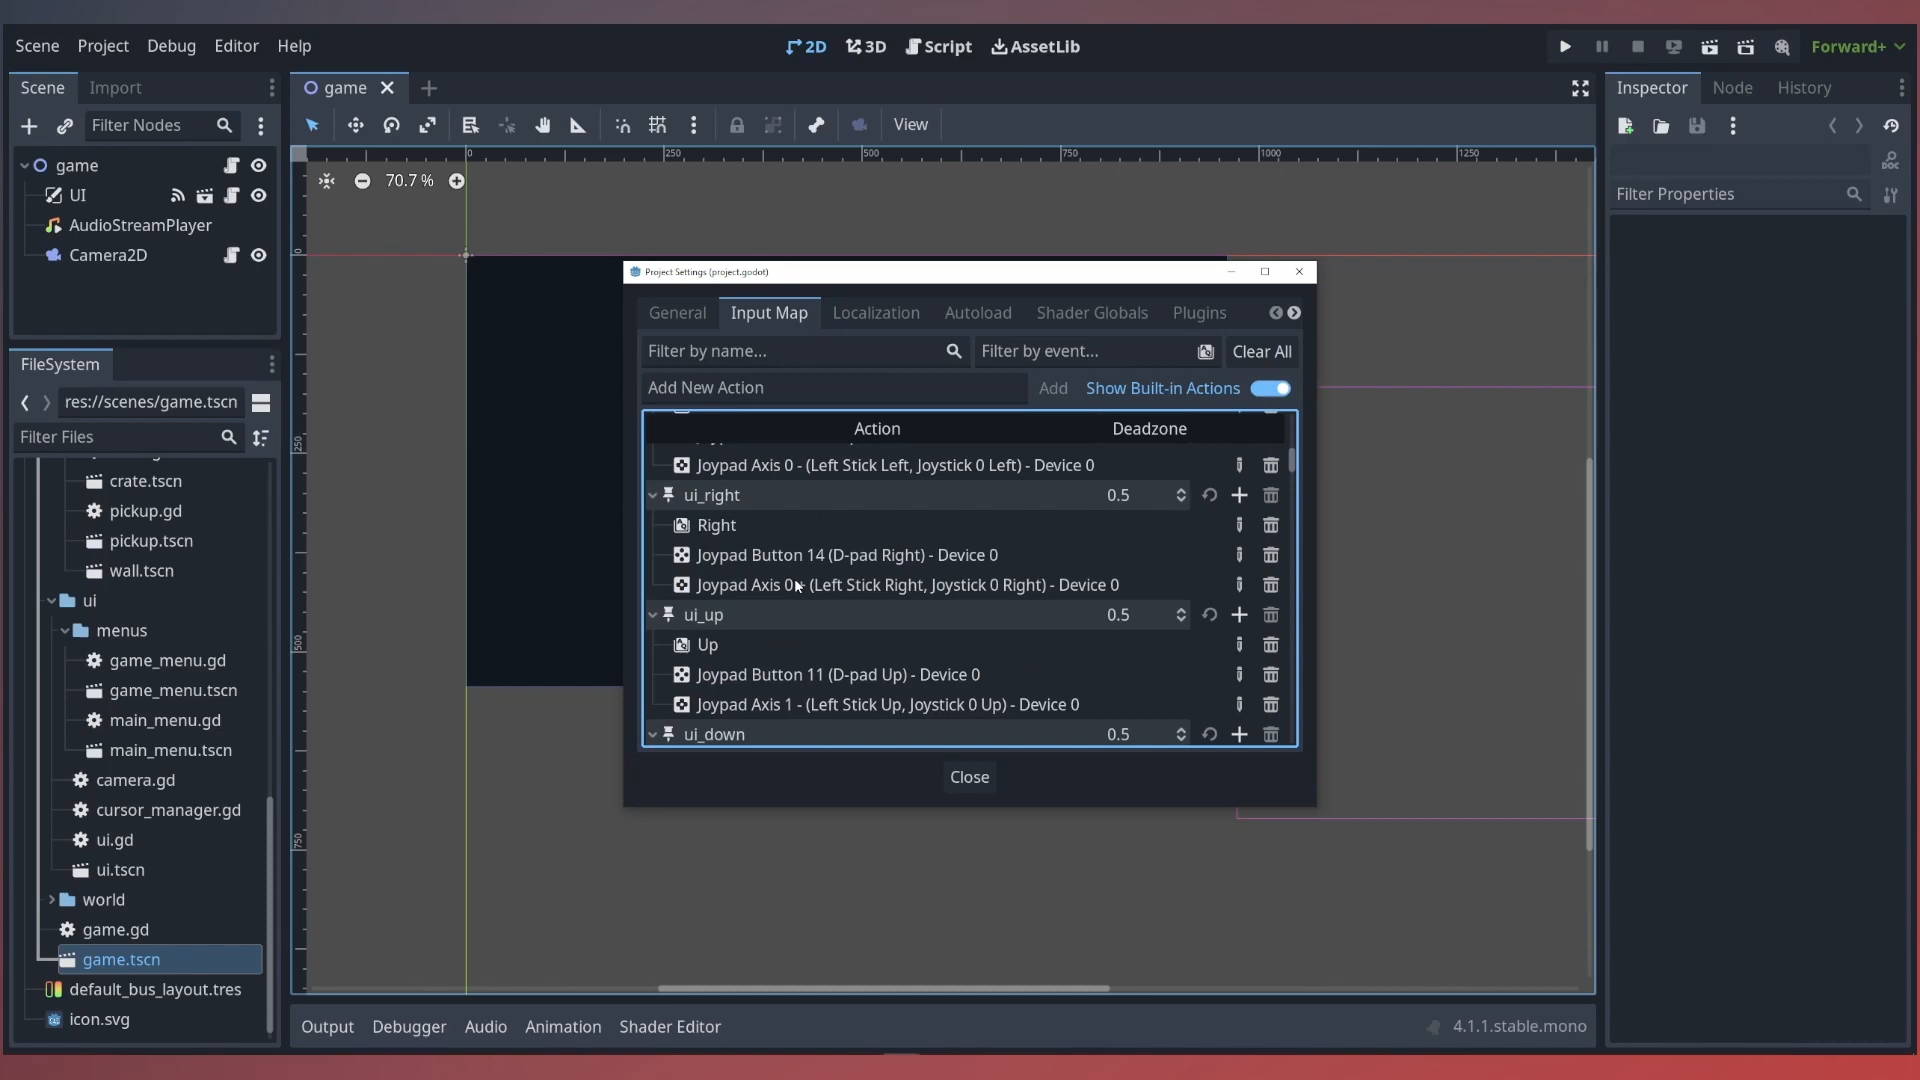 Scene Project Debug Editor Help
2D 3D Script AssetLib
Forward+
Scene Import
game
Inspector Node History
Filter Nodes
View
0 250 500 750 1000 1250
game
70.7 %
UI
Filter Properties
AudioStreamPlayer
Camera2D
0
250
500
750
Project Settings (project.godot)
General Input Map Localization Autoload Shader Globals Plugins
Filter by name... Filter by event... Clear All
Add New Action Add Show Built-in Actions
Action Deadzone
Joypad Axis 0 - (Left Stick Left, Joystick 0 Left) - Device 0
ui_right 0.5
Right
Joypad Button 14 (D-pad Right) - Device 0
Joypad Axis 0+ (Left Stick Right, Joystick 0 Right) - Device 0
ui_up 0.5
Up
Joypad Button 11 (D-pad Up) - Device 0
Joypad Axis 1 - (Left Stick Up, Joystick 0 Up) - Device 0
ui_down 0.5
Close
FileSystem
res://scenes/game.tscn
Filter Files
crate.tscn
pickup.gd
pickup.tscn
wall.tscn
ui
menus
game_menu.gd
game_menu.tscn
main_menu.gd
main_menu.tscn
camera.gd
cursor_manager.gd
ui.gd
ui.tscn
world
game.gd
game.tscn
default_bus_layout.tres
icon.svg
Output Debugger Audio Animation Shader Editor
4.1.1.stable.mono